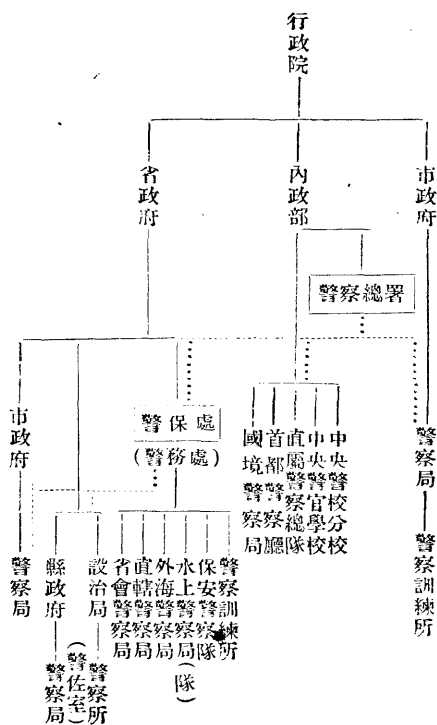 行政院
市政府
內政部
省政府
警察總署
警察局
警察訓練所
中央警校分校
中央警官學校
直屬警察總隊
首都警察廳
國境警察局
警保處
(警務處)
市政府
警察訓練所
保安警察隊
水上警察局(隊)
外海警察局
直轄警察局
省會警察局
設治局
警察所
縣政府
(警佐室)
警察局
警察局